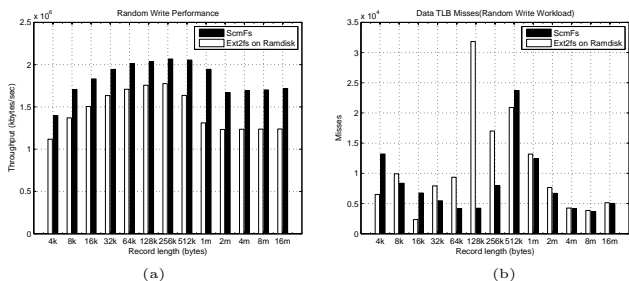 Random Write Performance
x 10^6
2.5
2
1.5
1
0.5
0
Throughput (kbytes/sec)
ScmFs
Ext2fs on Ramdisk
4k 8k 16k 32k 64k 128k 256k 512k 1m 2m 4m 8m 16m
Record length (bytes)
(a)
Data TLB Misses(Random Write Workload)
x 10^4
3.5
3
2.5
2
1.5
1
0.5
0
Misses
ScmFs
Ext2fs on Ramdisk
4k 8k 16k 32k 64k 128k 256k 512k 1m 2m 4m 8m 16m
Record length (bytes)
(b)